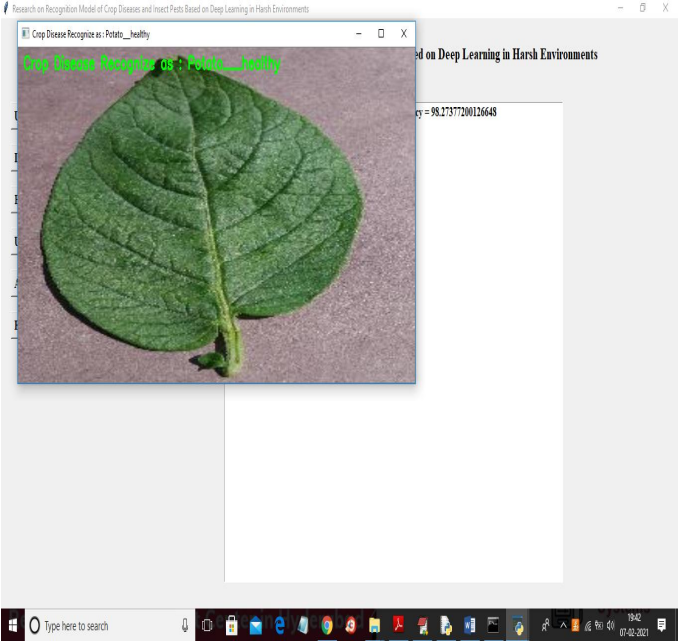 Research on Recognition Model of Crop Diseases and Insect Pests Based on Deep Learning in Harsh Environments
Crop Disease Recognize as : Potato__healthy
Crop Disease Recognize as : Potato___healthy
ed on Deep Learning in Harsh Environments
cy = 98.27377200126648
Type here to search
19:42
07-02-2021